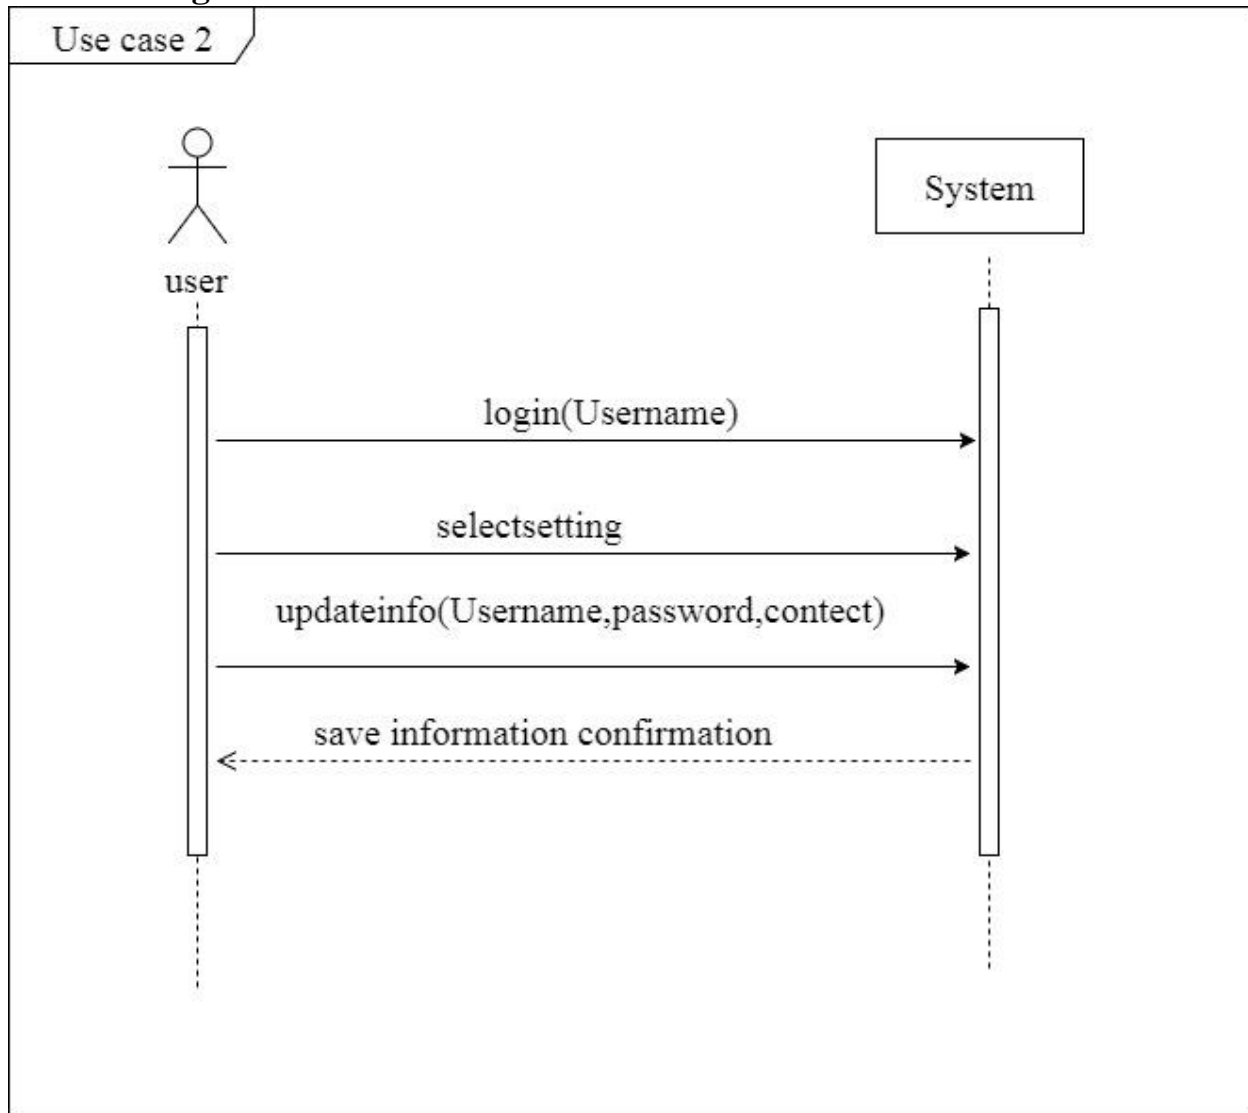 Use case 2
System
user
login(Username)
selectsetting
updateinfo(Username,password,contect)
save information confirmation